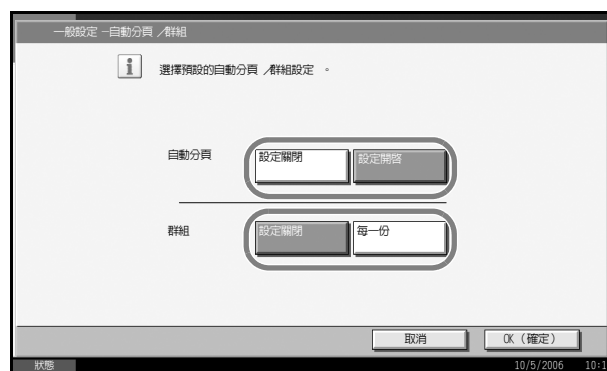 一般設定 -自動分頁 /群組
選擇預設的自動分頁 /群組設定 。
自動分頁 設定關閉 設定開啓
群組 設定關閉 每一份
取消 OK (確定)
狀態 10/5/2006 10:1